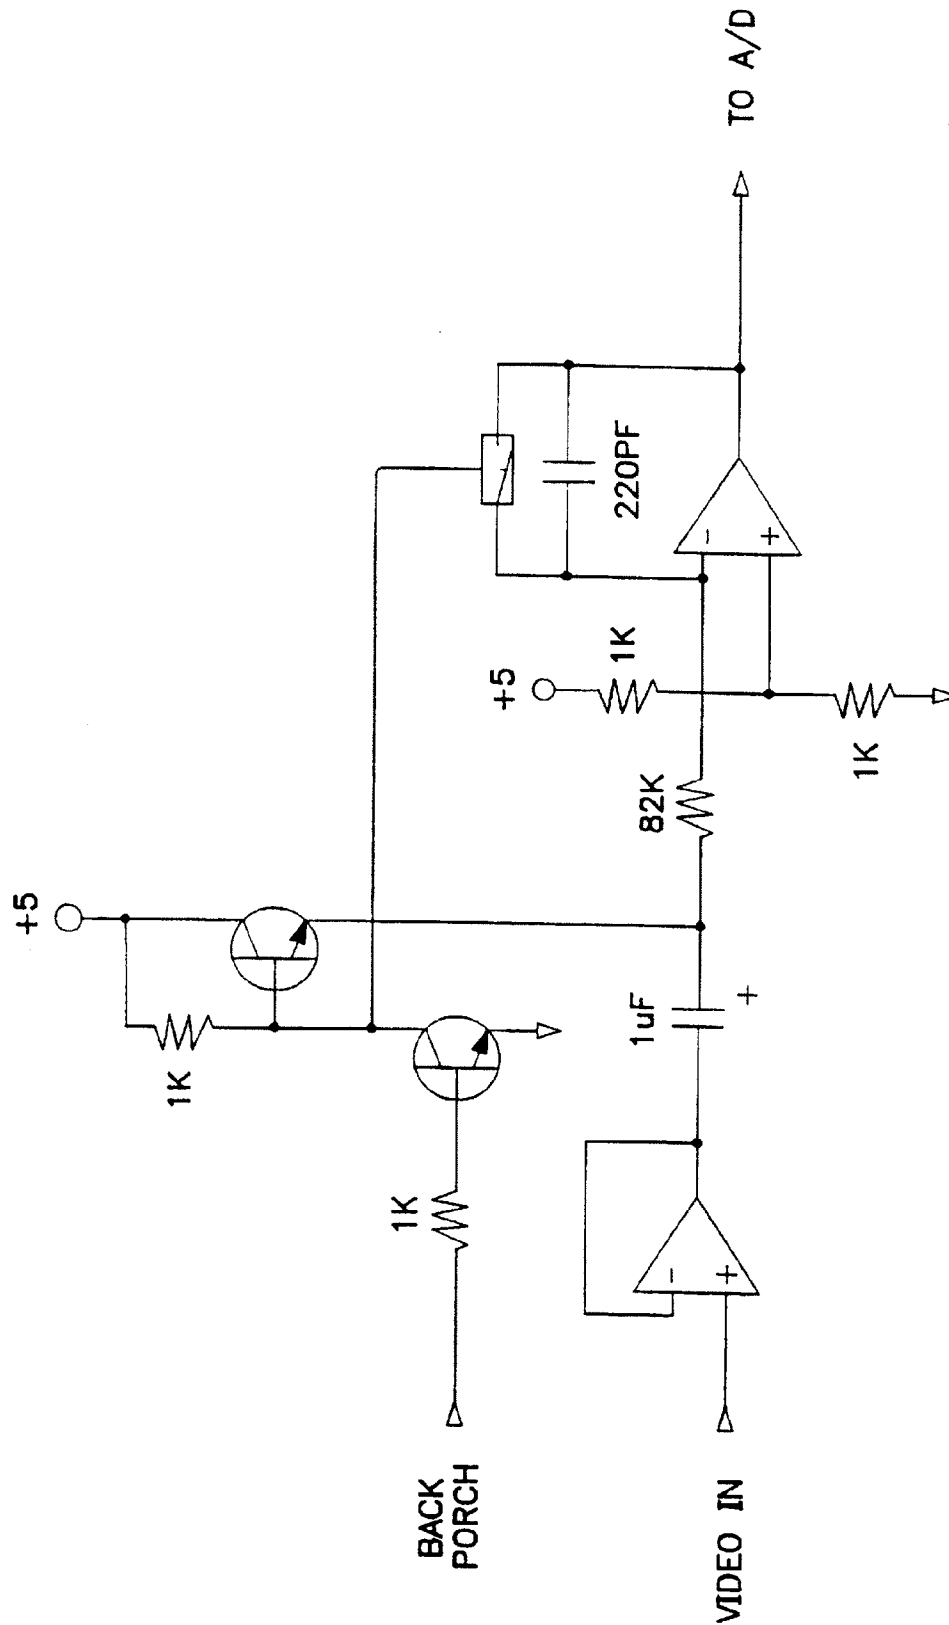 +5
1K
BACK
PORCH
1K
+5
1K
220PF
VIDEO IN
-
+
1uF
+
82K
1K
-
+
TO A/D